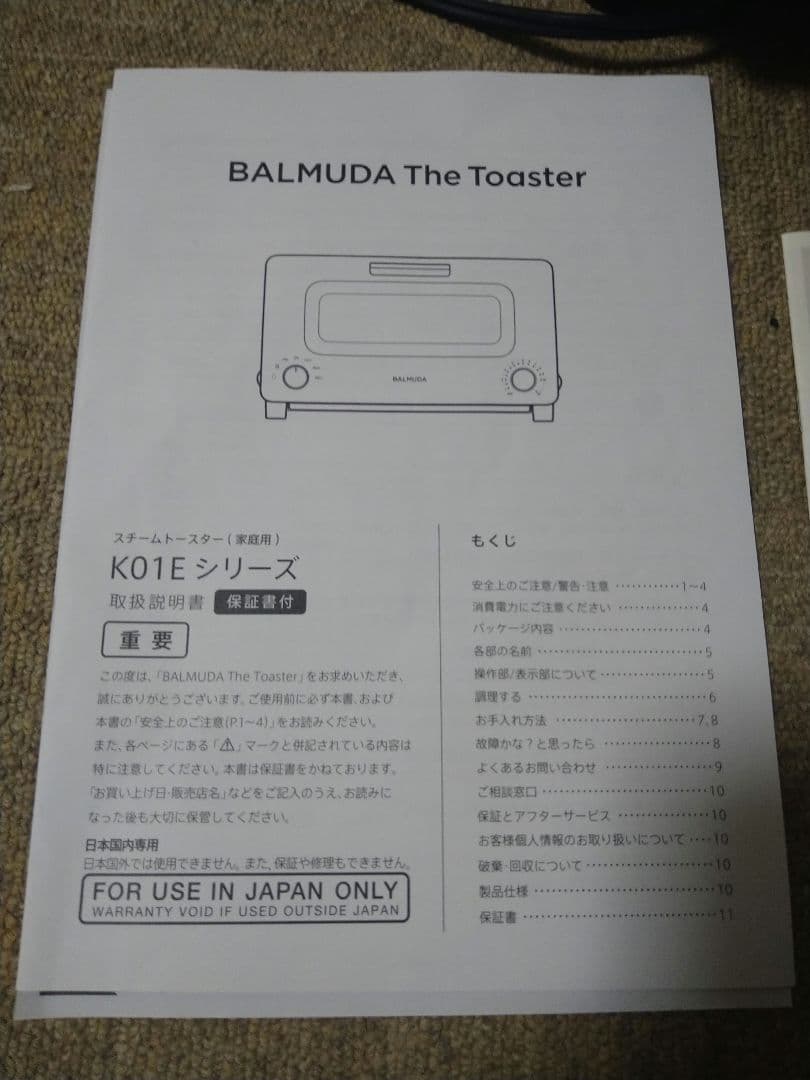 BALMUDA The Toaster
BALMUDA
スチームトースター(家庭用)
K01Eシリーズ
取扱説明書 保証書付
重要
この度は、「BALMUDA The Toaster」をお求めいただき、
誠にありがとうございます。ご使用前に必ず本書、および
本書の「安全上のご注意(P.1~4)」をお読みください。
また、各ページにある「⚠」マークと併記されている内容は
特に注意してください。本書は保証書をかねております。
「お買い上げ日・販売店名」などをご記入のうえ、お読みに
なった後も大切に保管してください。
日本国内専用
日本国外では使用できません。また、保証や修理もできません。
FOR USE IN JAPAN ONLY
WARRANTY VOID IF USED OUTSIDE JAPAN
もくじ
安全上のご注意/警告・注意 ············1~4
消費電力にご注意ください ··············4
パッケージ内容 ························4
各部の名前 ····························5
操作部/表示部について ·················5
調理する ······························6
お手入れ方法 ·······················7,8
故障かな？と思ったら ··················8
よくあるお問い合わせ ··················9
ご相談窓口 ···························10
保証とアフターサービス ···············10
お客様個人情報のお取り扱いについて ····10
破棄・回収について ···················10
製品仕様 ·····························10
保証書 ·······························11